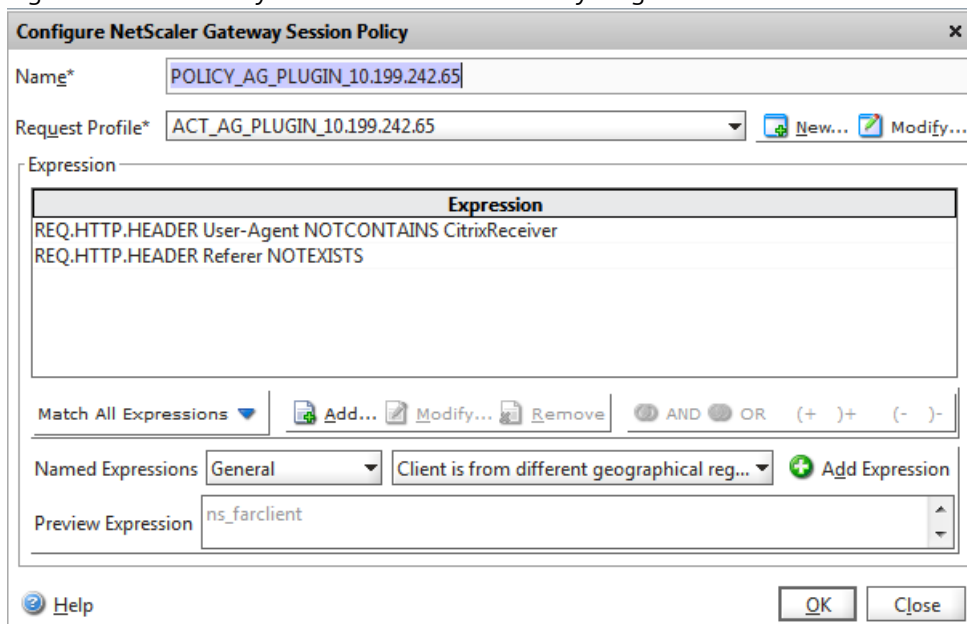 Configure NetScaler Gateway Session Policy ×
Name* POLICY_AG_PLUGIN_10.199.242.65
Request Profile* ACT_AG_PLUGIN_10.199.242.65 New... Modify...
Expression
Expression
REQ.HTTP.HEADER User-Agent NOTCONTAINS CitrixReceiver
REQ.HTTP.HEADER Referer NOTEXISTS
Match All Expressions Add... Modify... Remove AND OR (+ )+ (- )-
Named Expressions General Client is from different geographical reg... Add Expression
Preview Expression ns_farclient
Help OK Close